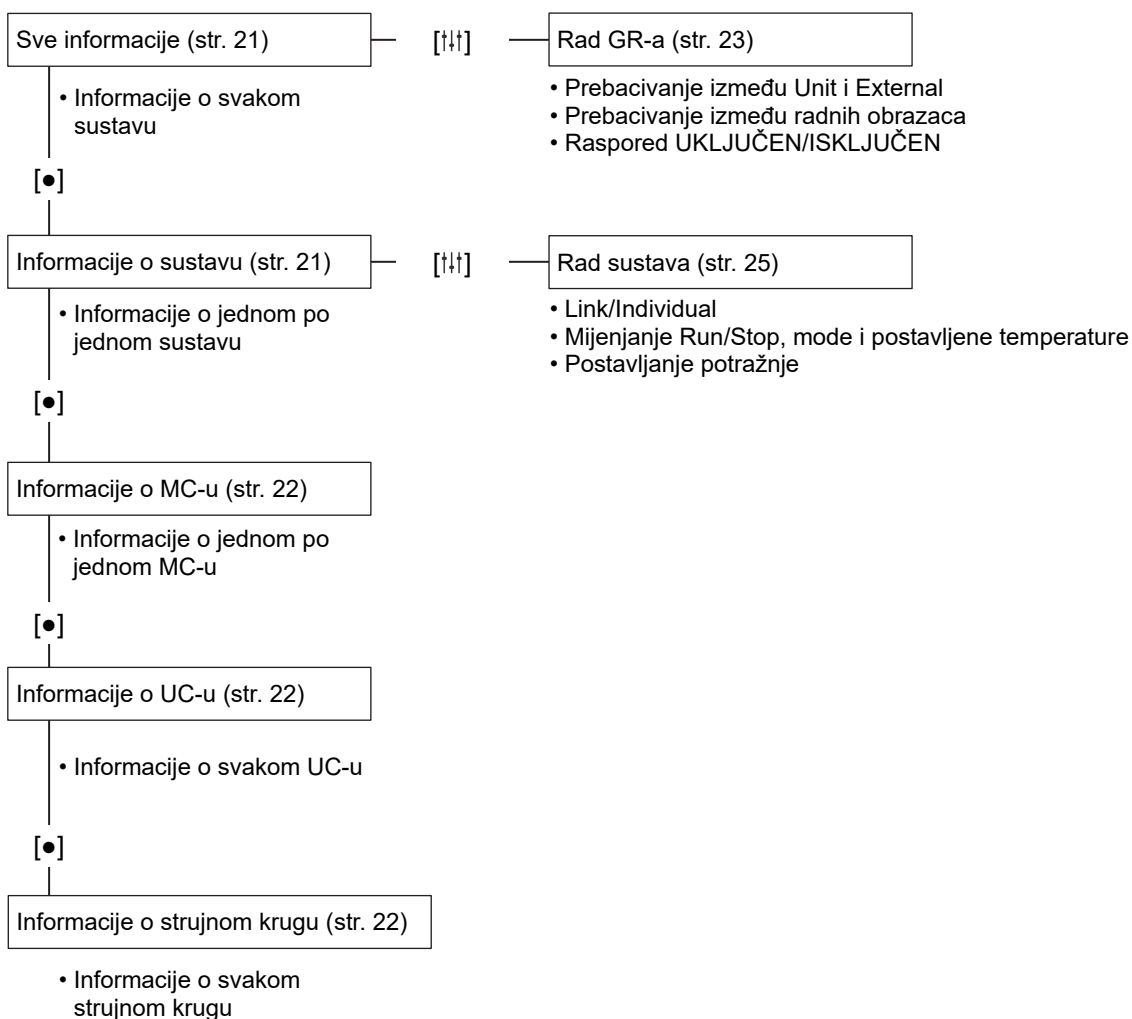 Sve informacije (str. 21)
[ ]
Rad GR-a (str. 23)
• Informacije o svakom
sustavu
• Prebacivanje između Unit i External
• Prebacivanje između radnih obrazaca
• Raspored UKLJUČEN/ISKLJUČEN
[●]
Informacije o sustavu (str. 21)
[ ]
Rad sustava (str. 25)
• Informacije o jednom po
jednom sustavu
• Link/Individual
• Mijenjanje Run/Stop, mode i postavljene temperature
• Postavljanje potražnje
[●]
Informacije o MC-u (str. 22)
• Informacije o jednom po
jednom MC-u
[●]
Informacije o UC-u (str. 22)
• Informacije o svakom UC-u
[●]
Informacije o strujnom krugu (str. 22)
• Informacije o svakom
strujnom krugu